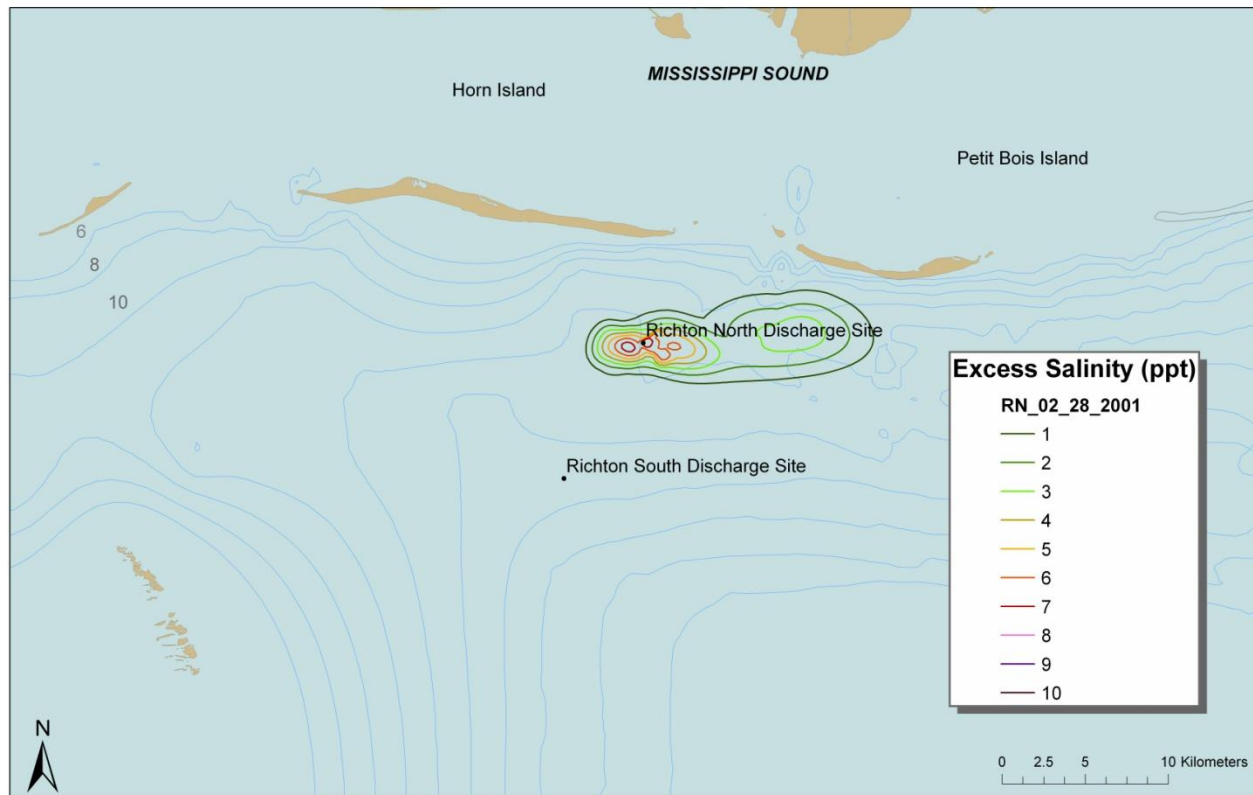 MISSISSIPPI SOUND
Horn Island
Petit Bois Island
6
8
10
Richton North Discharge Site
Richton South Discharge Site
Excess Salinity (ppt)
RN_02_28_2001
1
2
3
4
5
6
7
8
9
10
N
0 2.5 5 10 Kilometers